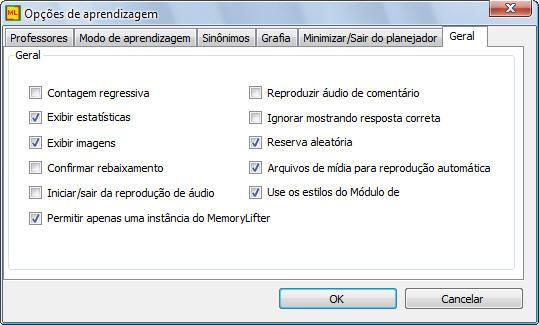 ML Opções de aprendizagem
Professores Modo de aprendizagem Sinônimos Grafia Minimizar/Sair do planejador Geral
Geral
Contagem regressiva
Exibir estatísticas
Exibir imagens
Confirmar rebaixamento
Iniciar/sair da reprodução de áudio
Permitir apenas uma instância do MemoryLifter
Reproduzir áudio de comentário
Ignorar mostrando resposta correta
Reserva aleatória
Arquivos de mídia para reprodução automática
Use os estilos do Módulo de
OK Cancelar